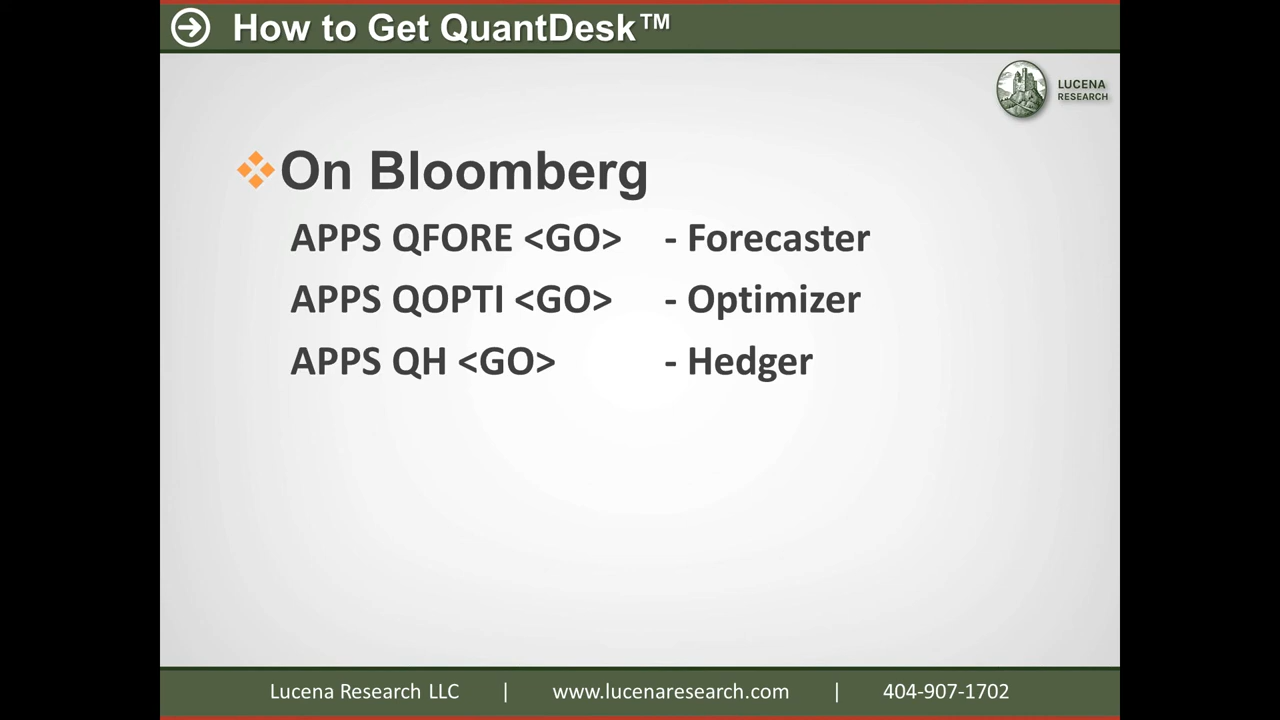 How to Get QuantDesk™
LUCENA
RESEARCH
On Bloomberg
APPS QFORE <GO> - Forecaster
APPS QOPTI <GO> - Optimizer
APPS QH <GO> - Hedger
Lucena Research LLC | www.lucenaresearch.com | 404-907-1702